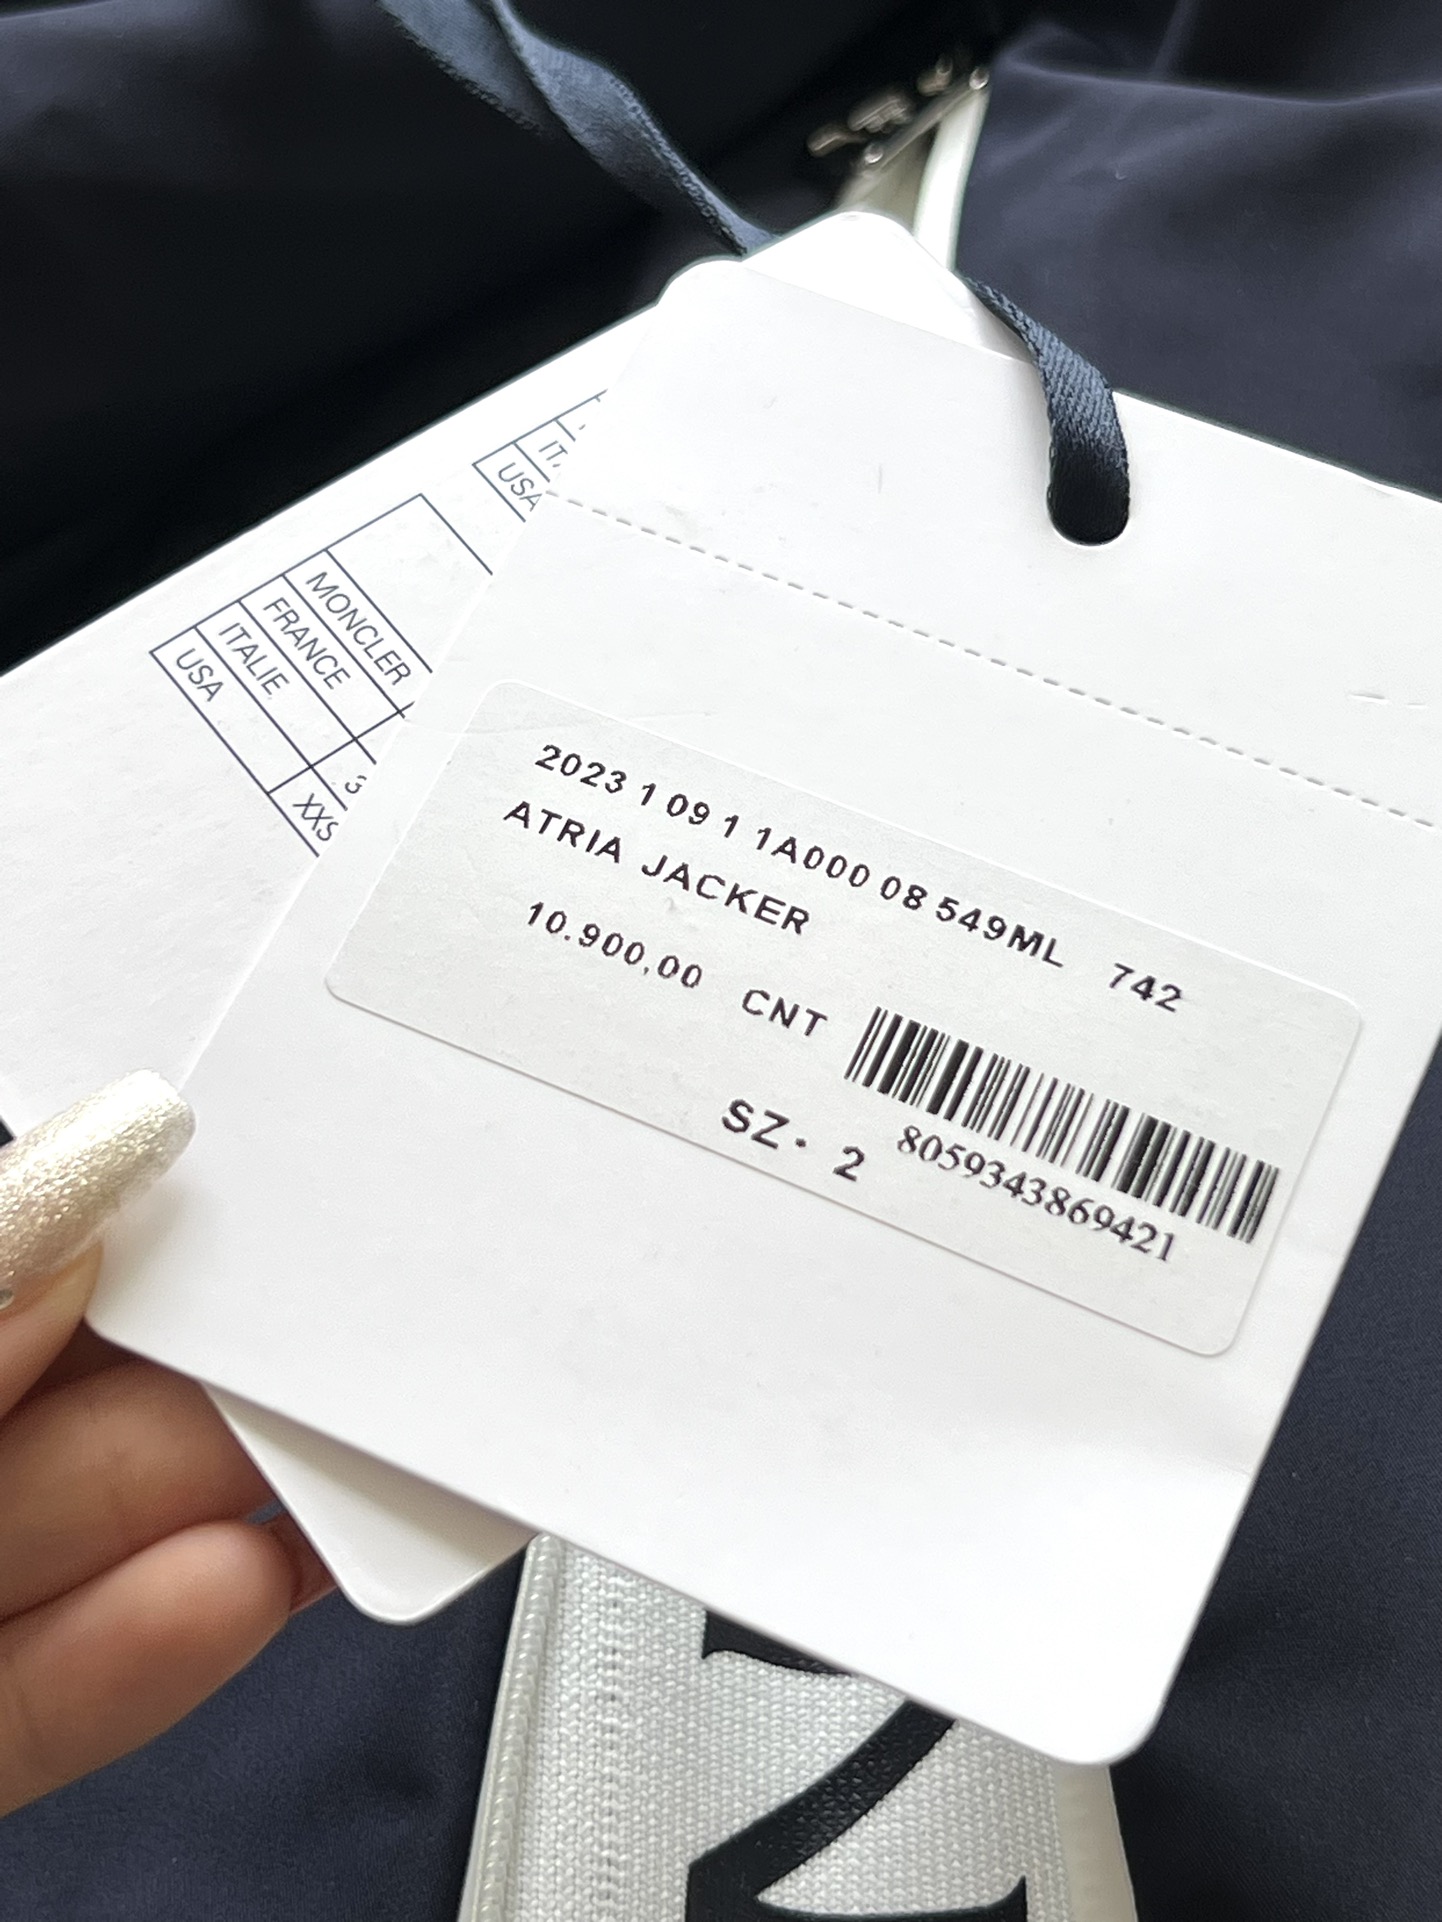 IT
USA
MONCLER
FRANCE
ITALIE
USA
3
XXS
2023 1 09 1 1A000 08 549ML 742
ATRIA JACKER
10.900,00 CNT
SZ· 2
8059343869421